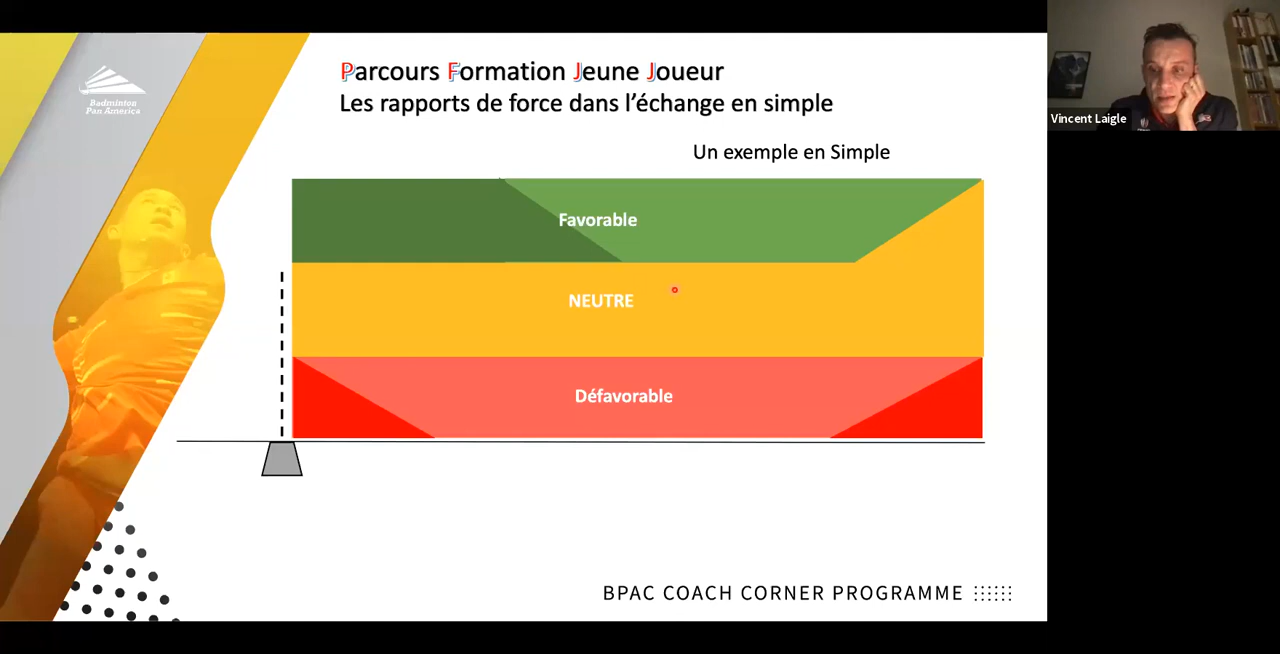 Badminton
Pan America
Parcours Formation Jeune Joueur
Les rapports de force dans l'échange en simple
Un exemple en Simple
Favorable
NEUTRE
Défavorable
BPAC COACH CORNER PROGRAMME
Vincent Laigle